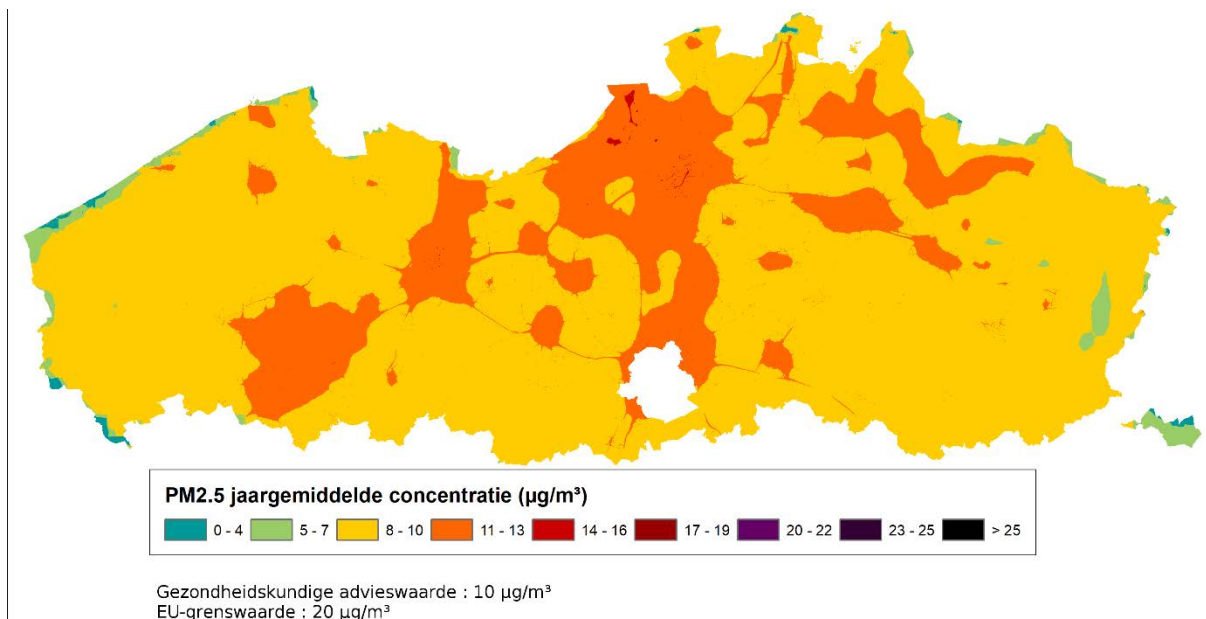 PM2.5 jaargemiddelde concentratie (µg/m³)
0 - 4 5 - 7 8 - 10 11 - 13 14 - 16 17 - 19 20 - 22 23 - 25 > 25
Gezondheidskundige advieswaarde : 10 µg/m³
EU-grenswaarde : 20 µg/m³